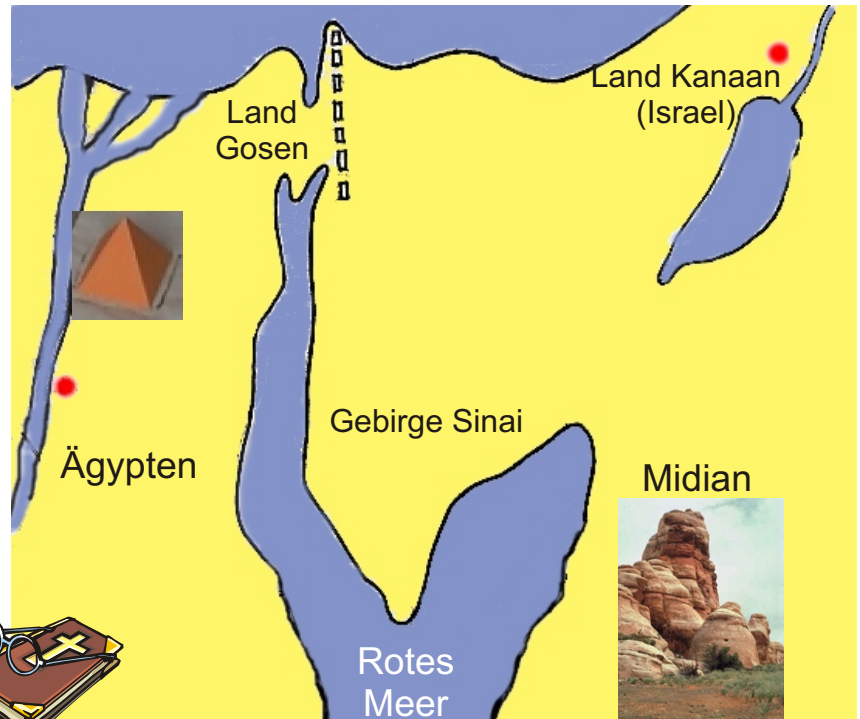 Land
Gosen
Land Kanaan
(Israel)
Gebirge Sinai
Ägypten
Midian
Rotes
Meer